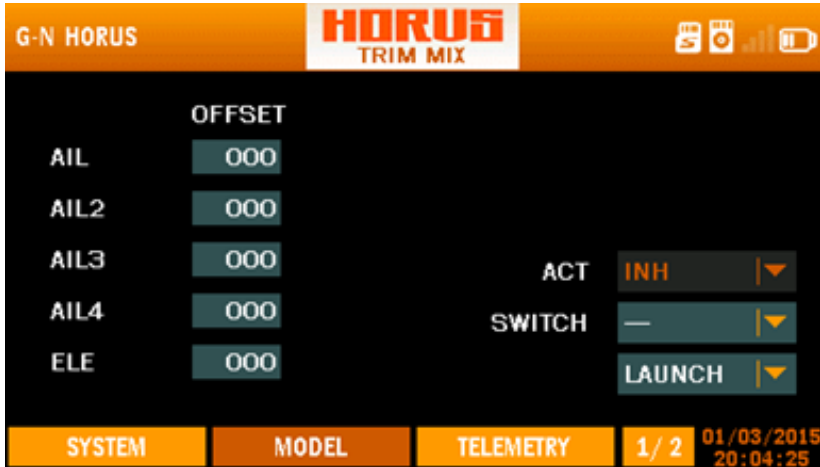 G-N HORUS
HORUS
TRIM MIX
OFFSET
AIL 000
AIL2 000
AIL3 000
AIL4 000
ELE 000
ACT INH
SWITCH —
LAUNCH
SYSTEM MODEL TELEMETRY 1/2 01/03/2015
20:04:25